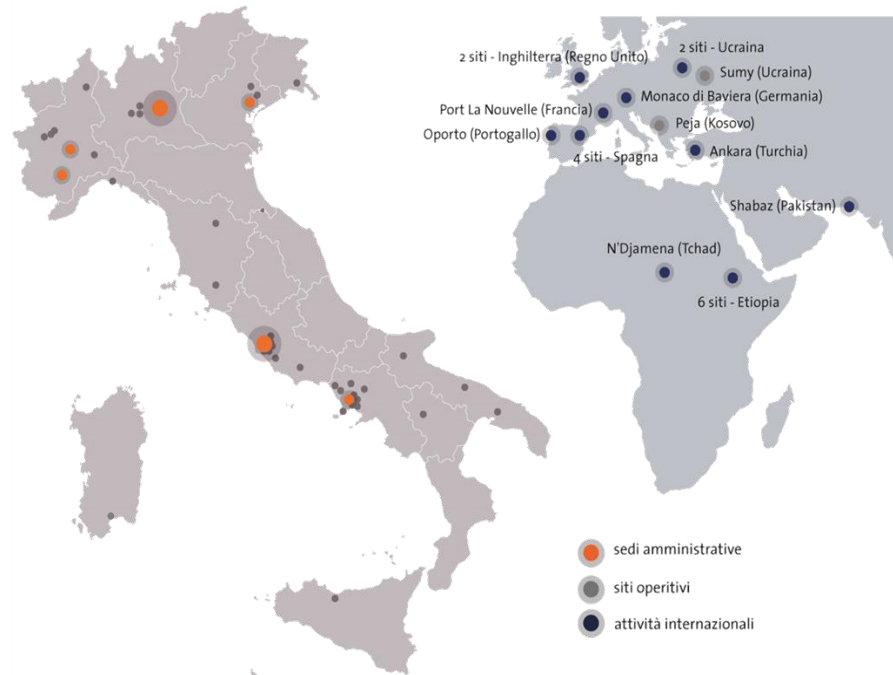 2 siti - Inghilterra (Regno Unito)
2 siti - Ucraina
Sumy (Ucraina)
Monaco di Baviera (Germania)
Port La Nouvelle (Francia)
Peja (Kosovo)
Oporto (Portogallo)
4 siti - Spagna
Ankara (Turchia)
Shabaz (Pakistan)
N'Djamena (Tchad)
6 siti - Etiopia
sedi amministrative
siti operitivi
attività internazionali